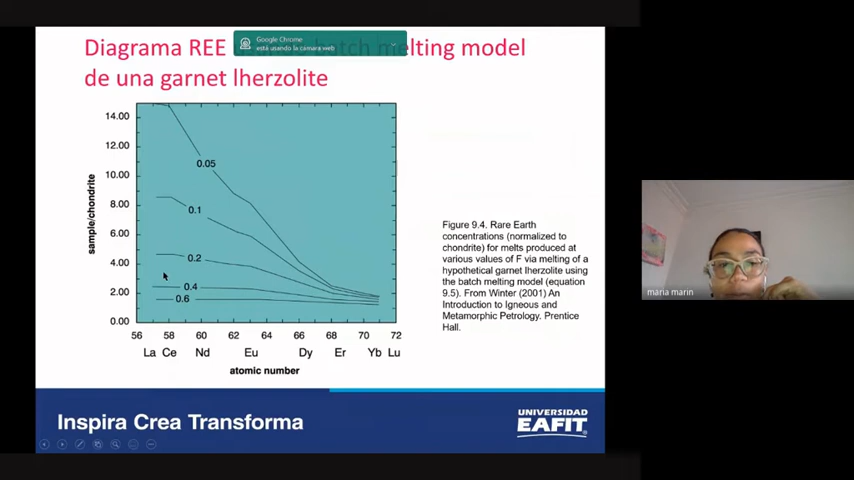 Diagrama REE
Google Chrome
está usando la cámara web
batch melting model
de una garnet lherzolite
14.00
12.00
10.00
8.00
6.00
4.00
2.00
0.00
sample/chondrite
0.05
0.1
0.2
0.4
0.6
56 58 60 62 64 66 68 70 72
La Ce Nd Eu Dy Er Yb Lu
atomic number
Figure 9.4. Rare Earth
concentrations (normalized to
chondrite) for melts produced at
various values of F via melting of a
hypothetical garnet lherzolite using
the batch melting model (equation
9.5). From Winter (2001) An
Introduction to Igneous and
Metamorphic Petrology. Prentice
Hall.
maria marin
Inspira Crea Transforma
UNIVERSIDAD
EAFIT